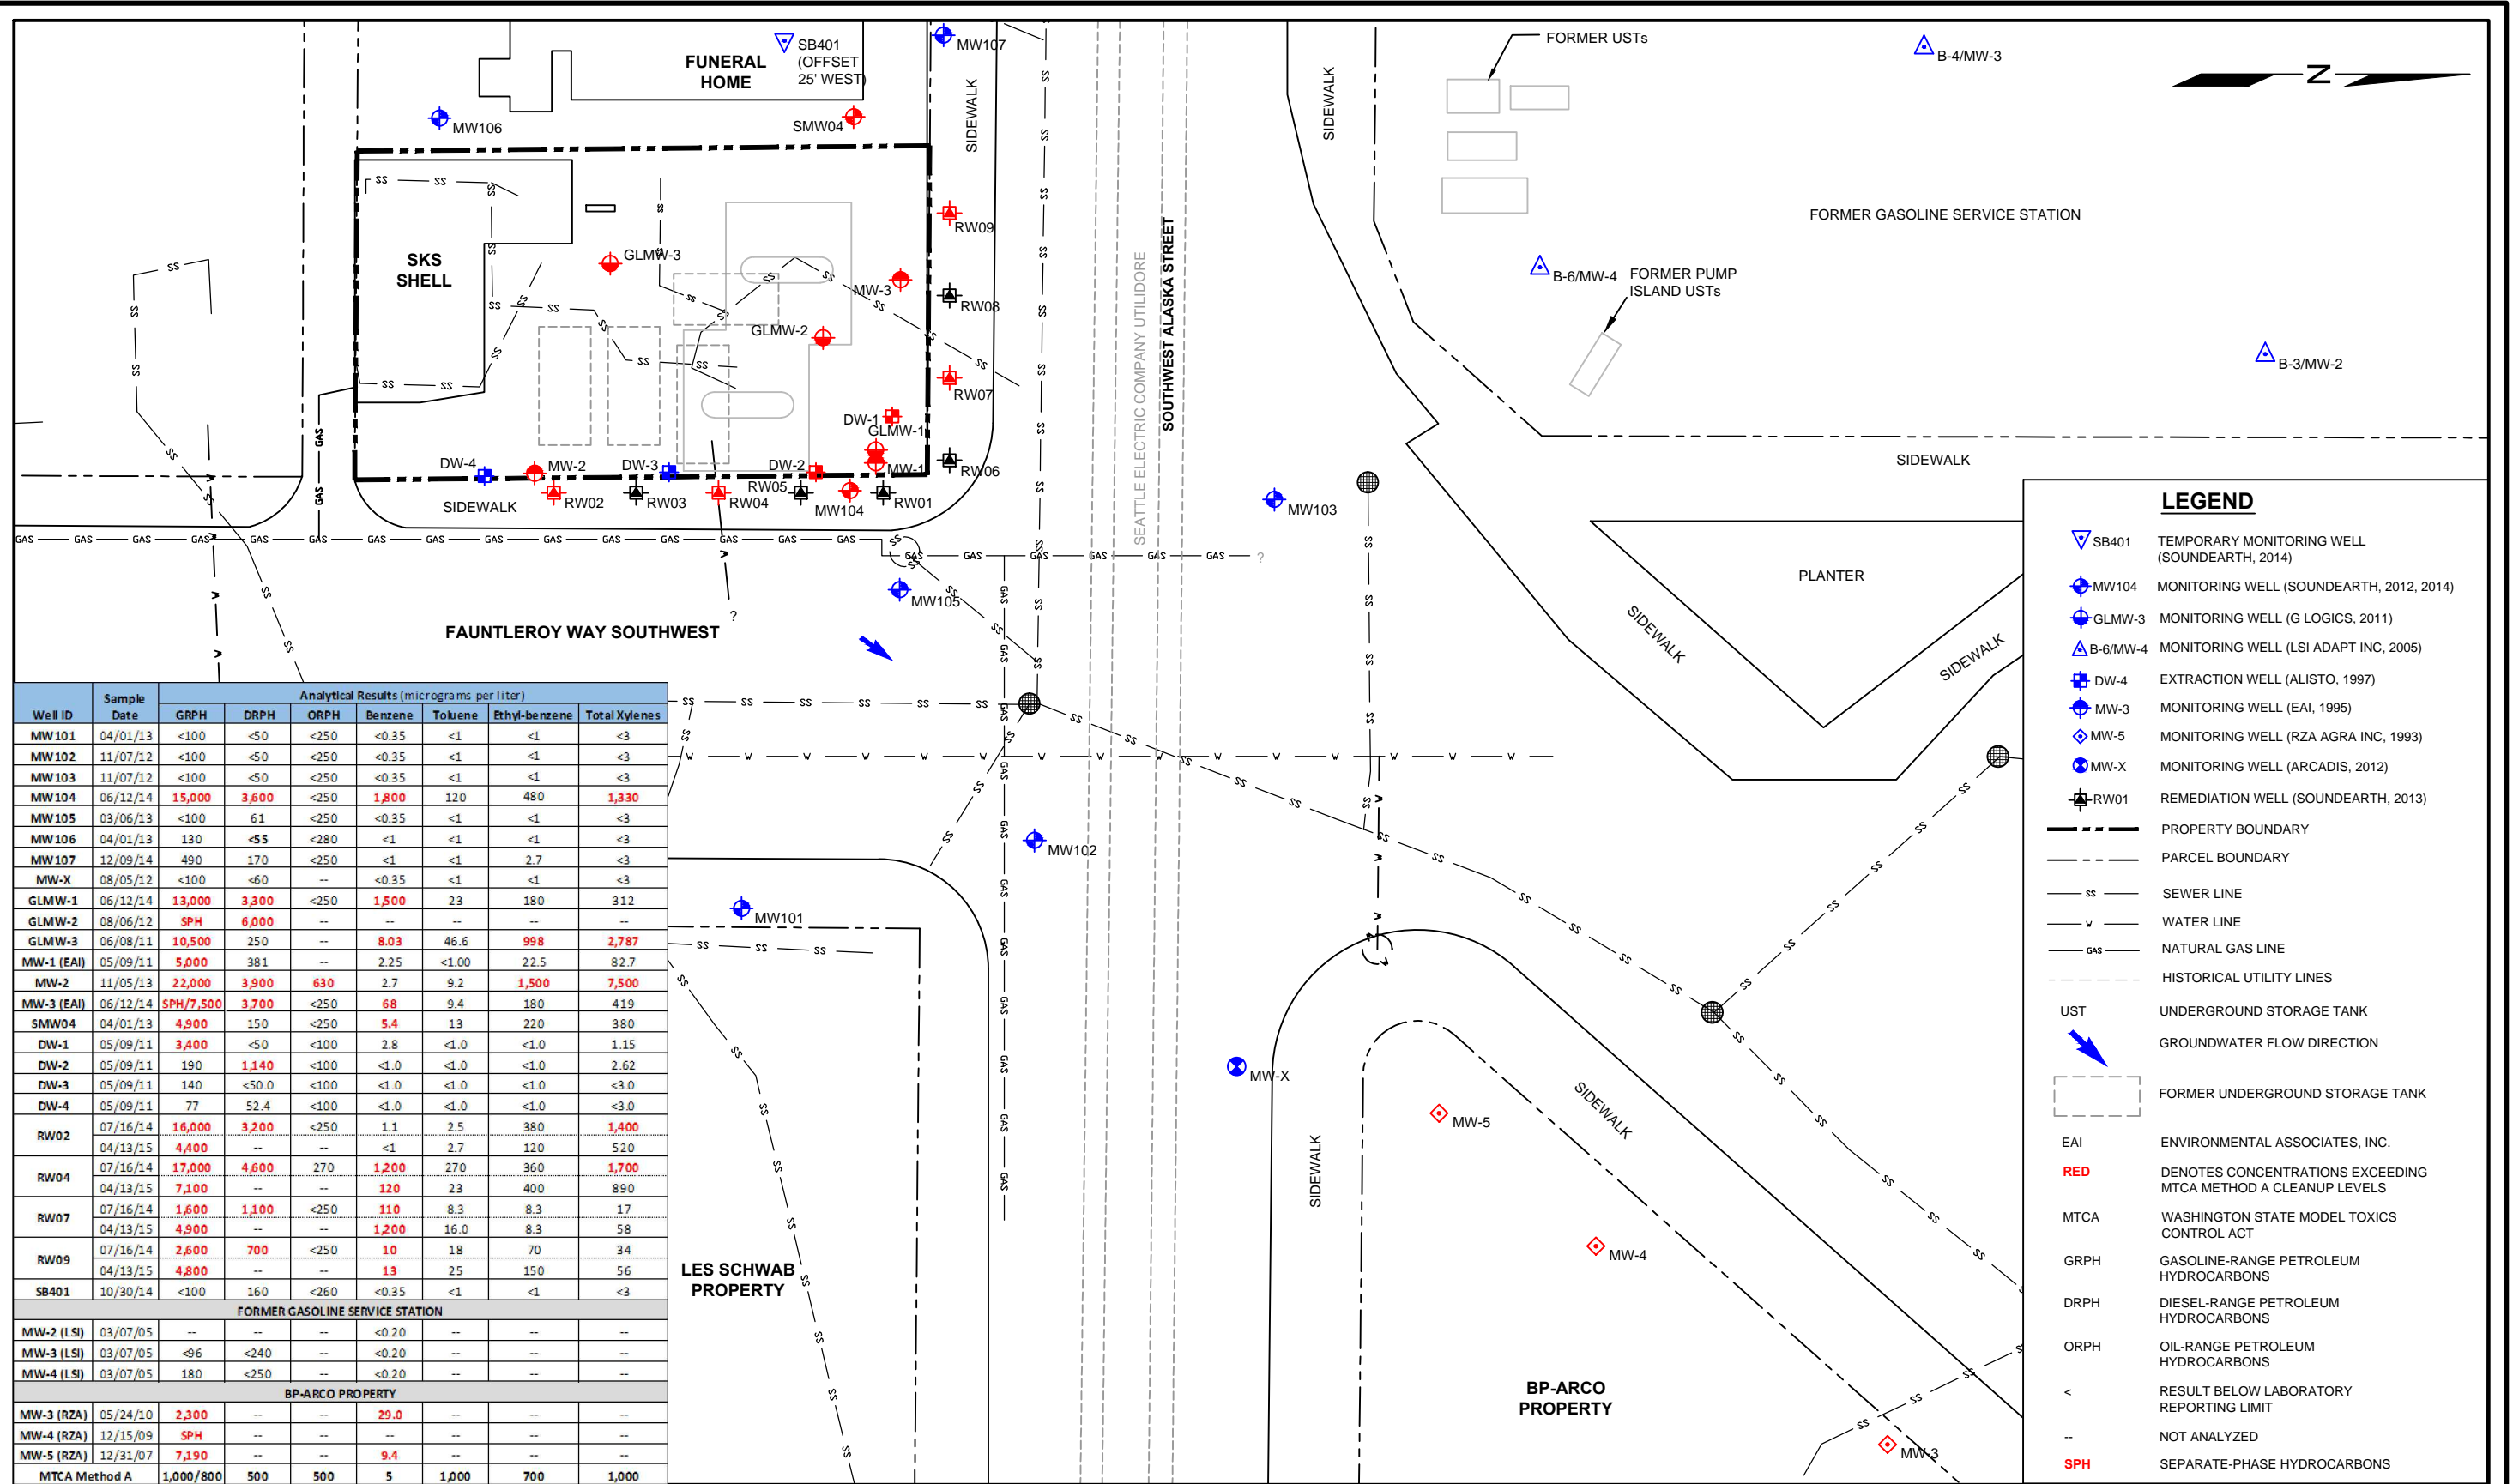 SB401
(OFFSET
25' WEST)
MW107
FUNERAL
HOME
MW106
SMW04
SIDEWALK
SIDEWALK
FORMER USTs
B-4/MW-3
N
FORMER GASOLINE SERVICE STATION
RW09
SKS
SHELL
GLMW-3
MW-3
RW08
GLMW-2
RW07
DW-1
GLMW-1
MW-1
RW06
DW-4
MW-2
DW-3
DW-2
RW05
SIDEWALK
RW02
RW03
RW04
MW104
RW01
SEATTLE ELECTRIC COMPANY UTILIDORE
SOUTHWEST ALASKA STREET
B-6/MW-4
FORMER PUMP
ISLAND USTs
B-3/MW-2
SIDEWALK
MW103
PLANTER
SIDEWALK
SIDEWALK
MW105
FAUNTLEROY WAY SOUTHWEST
?
?
MW102
MW101
MW-X
MW-5
SIDEWALK
SIDEWALK
MW-4
LES SCHWAB
PROPERTY
BP-ARCO
PROPERTY
MW-3
Well ID Sample Date Analytical Results (micrograms per liter)
GRPH DRPH ORPH Benzene Toluene Ethyl-benzene Total Xylenes
MW101 04/01/13 <100 <50 <250 <0.35 <1 <1 <3
MW102 11/07/12 <100 <50 <250 <0.35 <1 <1 <3
MW103 11/07/12 <100 <50 <250 <0.35 <1 <1 <3
MW104 06/12/14 15,000 3,600 <250 1,800 120 480 1,330
MW105 03/06/13 <100 61 <250 <0.35 <1 <1 <3
MW106 04/01/13 130 <55 <280 <1 <1 <1 <3
MW107 12/09/14 490 170 <250 <1 <1 2.7 <3
MW-X 08/05/12 <100 <60 -- <0.35 <1 <1 <3
GLMW-1 06/12/14 13,000 3,300 <250 1,500 23 180 312
GLMW-2 08/06/12 SPH 6,000 -- -- -- -- --
GLMW-3 06/08/11 10,500 250 -- 8.03 46.6 998 2,787
MW-1 (EAI) 05/09/11 5,000 381 -- 2.25 <1.00 22.5 82.7
MW-2 11/05/13 22,000 3,900 630 2.7 9.2 1,500 7,500
MW-3 (EAI) 06/12/14 SPH/7,500 3,700 <250 68 9.4 180 419
SMW04 04/01/13 4,900 150 <250 5.4 13 220 380
DW-1 05/09/11 3,400 <50 <100 2.8 <1.0 <1.0 1.15
DW-2 05/09/11 190 1,140 <100 <1.0 <1.0 <1.0 2.62
DW-3 05/09/11 140 <50.0 <100 <1.0 <1.0 <1.0 <3.0
DW-4 05/09/11 77 52.4 <100 <1.0 <1.0 <1.0 <3.0
RW02 07/16/14 16,000 3,200 <250 1.1 2.5 380 1,400
04/13/15 4,400 -- -- <1 2.7 120 520
RW04 07/16/14 17,000 4,600 270 1,200 270 360 1,700
04/13/15 7,100 -- -- 120 23 400 890
RW07 07/16/14 1,600 1,100 <250 110 8.3 8.3 17
04/13/15 4,900 -- -- 1,200 16.0 8.3 58
RW09 07/16/14 2,600 700 <250 10 18 70 34
04/13/15 4,800 -- -- 13 25 150 56
SB401 10/30/14 <100 160 <260 <0.35 <1 <1 <3
FORMER GASOLINE SERVICE STATION
MW-2 (LSI) 03/07/05 -- -- -- <0.20 -- -- --
MW-3 (LSI) 03/07/05 <96 <240 -- <0.20 -- -- --
MW-4 (LSI) 03/07/05 180 <250 -- <0.20 -- -- --
BP-ARCO PROPERTY
MW-3 (RZA) 05/24/10 2,300 -- -- 29.0 -- -- --
MW-4 (RZA) 12/15/09 SPH -- -- -- -- -- --
MW-5 (RZA) 12/31/07 7,190 -- -- 9.4 -- -- --
MTCA Method A 1,000/800 500 500 5 1,000 700 1,000
LEGEND
SB401 TEMPORARY MONITORING WELL
(SOUNDEARTH, 2014)
MW104 MONITORING WELL (SOUNDEARTH, 2012, 2014)
GLMW-3 MONITORING WELL (G LOGICS, 2011)
B-6/MW-4 MONITORING WELL (LSI ADAPT INC, 2005)
DW-4 EXTRACTION WELL (ALISTO, 1997)
MW-3 MONITORING WELL (EAI, 1995)
MW-5 MONITORING WELL (RZA AGRA INC, 1993)
MW-X MONITORING WELL (ARCADIS, 2012)
RW01 REMEDIATION WELL (SOUNDEARTH, 2013)
PROPERTY BOUNDARY
PARCEL BOUNDARY
SS SEWER LINE
W WATER LINE
GAS NATURAL GAS LINE
HISTORICAL UTILITY LINES
UST UNDERGROUND STORAGE TANK
GROUNDWATER FLOW DIRECTION
FORMER UNDERGROUND STORAGE TANK
EAI ENVIRONMENTAL ASSOCIATES, INC.
RED DENOTES CONCENTRATIONS EXCEEDING
MTCA METHOD A CLEANUP LEVELS
MTCA WASHINGTON STATE MODEL TOXICS
CONTROL ACT
GRPH GASOLINE-RANGE PETROLEUM
HYDROCARBONS
DRPH DIESEL-RANGE PETROLEUM
HYDROCARBONS
ORPH OIL-RANGE PETROLEUM
HYDROCARBONS
< RESULT BELOW LABORATORY
REPORTING LIMIT
-- NOT ANALYZED
SPH SEPARATE-PHASE HYDROCARBONS